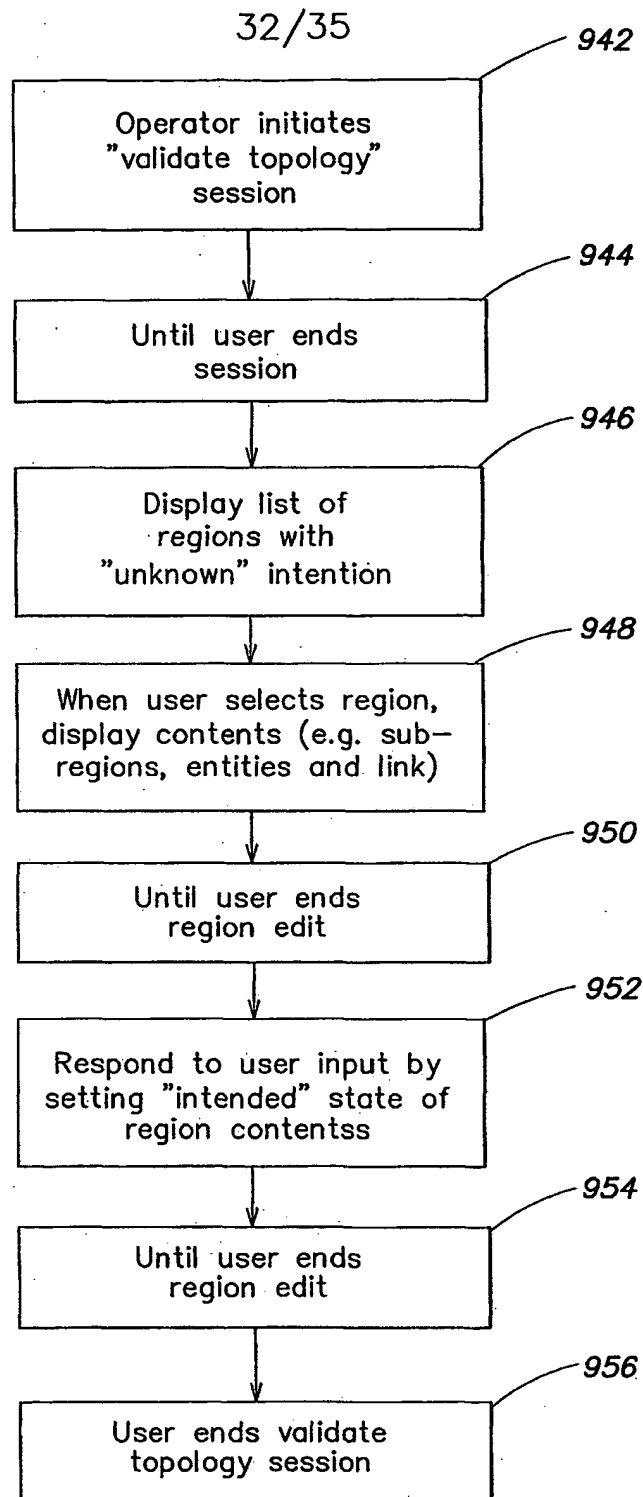 32/35
942
Operator initiates
"validate topology"
session
944
Until user ends
session
946
Display list of
regions with
"unknown" intention
948
When user selects region,
display contents (e.g. sub-
regions, entities and link)
950
Until user ends
region edit
952
Respond to user input by
setting "intended" state of
region contentss
954
Until user ends
region edit
956
User ends validate
topology session